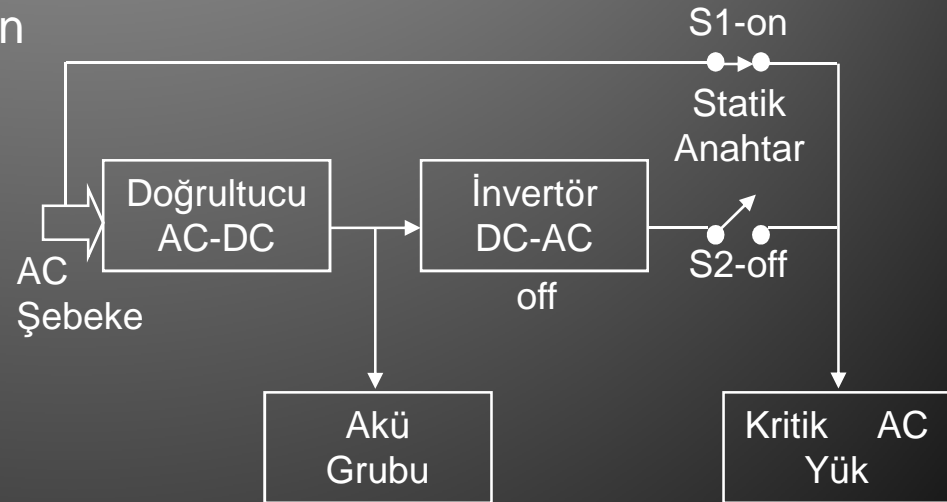 n
S1-on
Statik
Anahtar
Doğrultucu
AC-DC
İnvertör
DC-AC
off
S2-off
AC
Şebeke
Akü
Grubu
Kritik AC
Yük